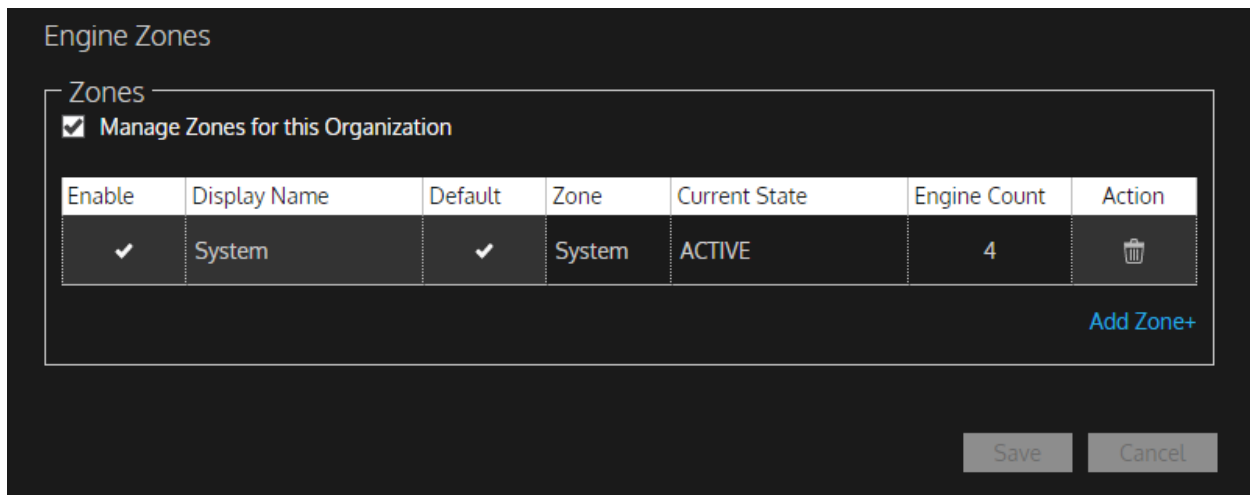 Engine Zones
Zones
Manage Zones for this Organization
Enable Display Name Default Zone Current State Engine Count Action
System System ACTIVE 4
Add Zone+
Save Cancel